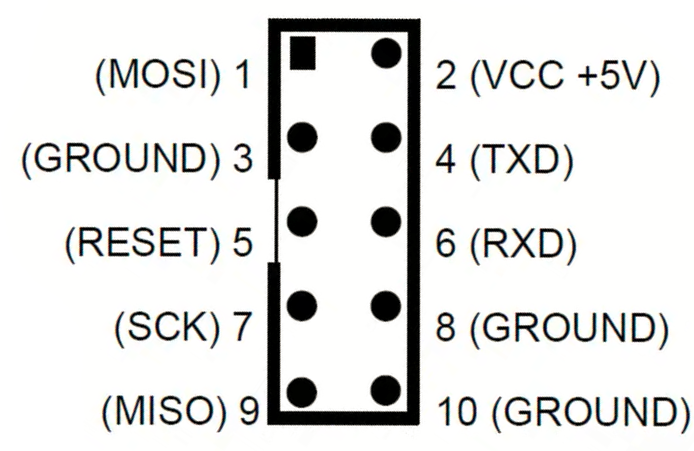 (MOSI) 1 2 (VCC +5V)
(GROUND) 3 4 (TXD)
(RESET) 5 6 (RXD)
(SCK) 7 8 (GROUND)
(MISO) 9 10 (GROUND)